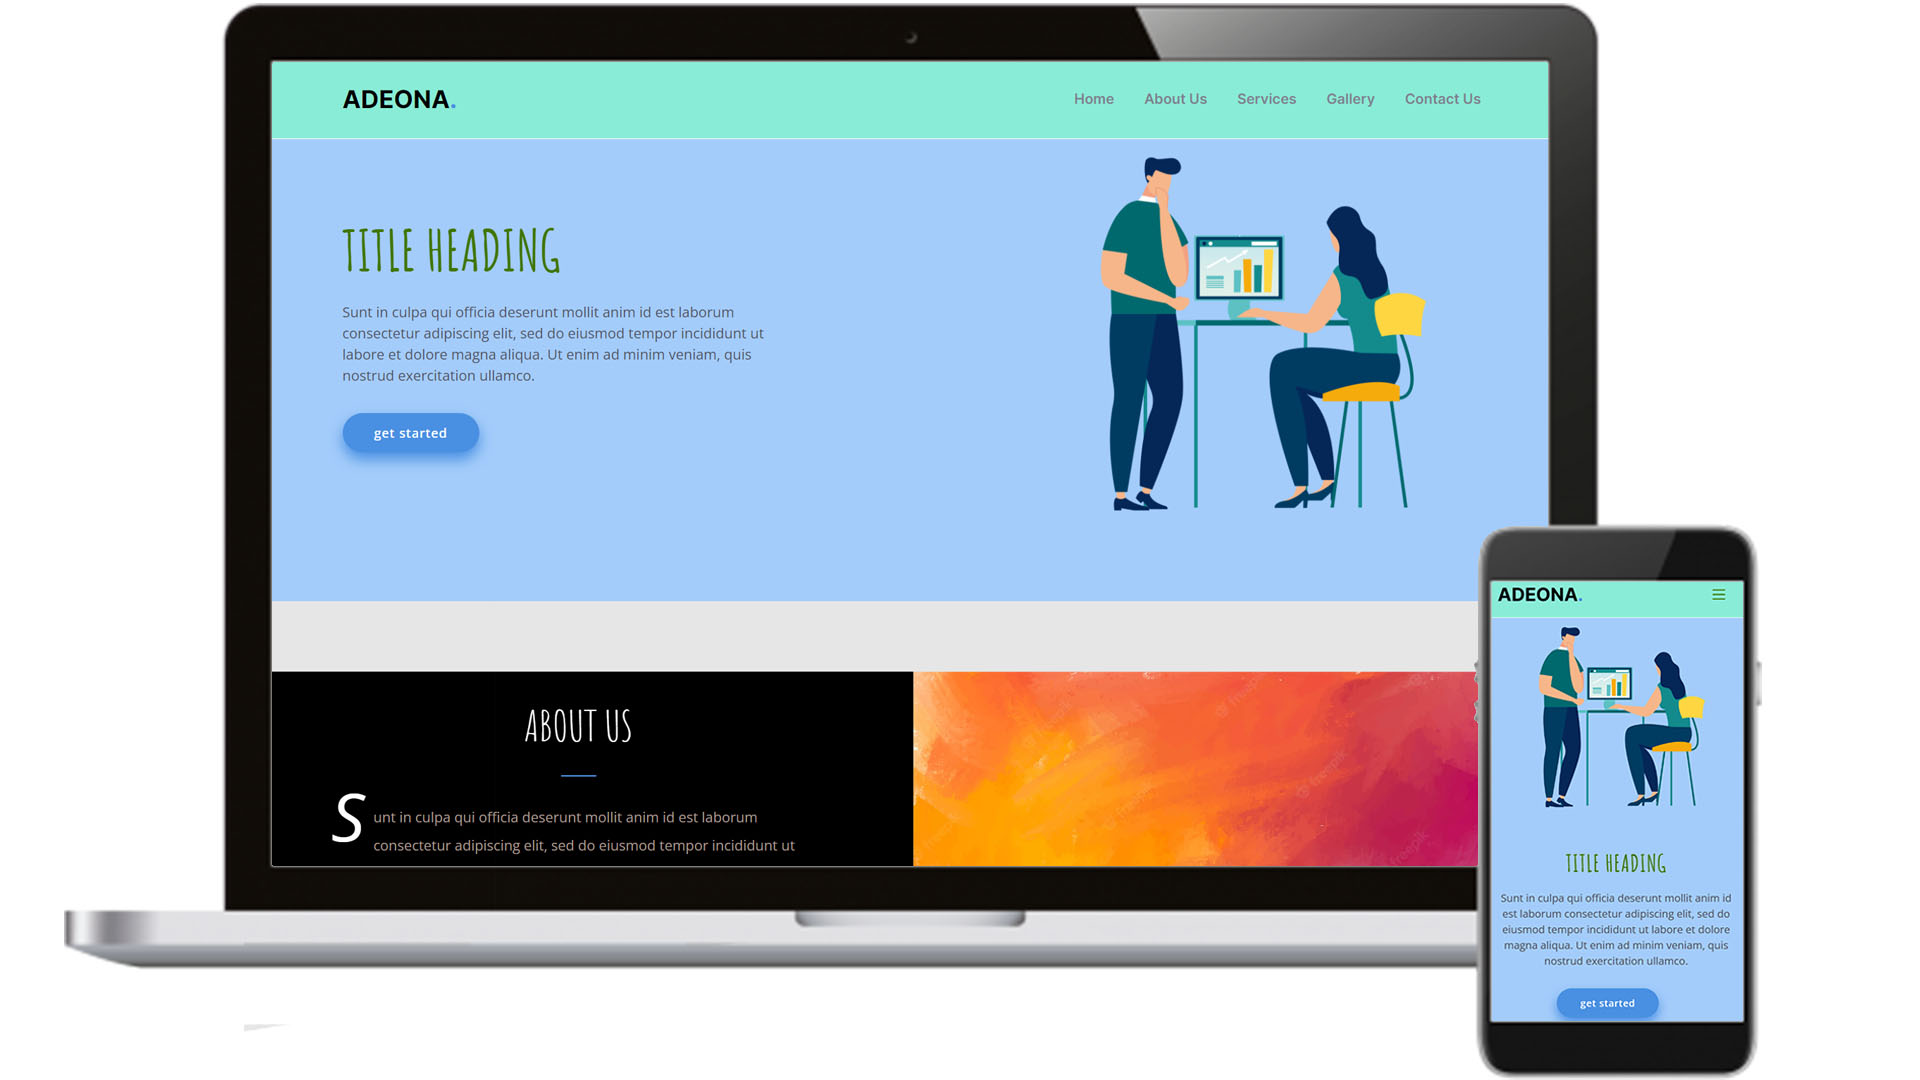 ADEONA.
Home About Us Services Gallery Contact Us
TITLE HEADING
Sunt in culpa qui officia deserunt mollit anim id est laborum
consectetur adipiscing elit, sed do eiusmod tempor incididunt ut
labore et dolore magna aliqua. Ut enim ad minim veniam, quis
nostrud exercitation ullamco.
get started
ABOUT US
Sunt in culpa qui officia deserunt mollit anim id est laborum
consectetur adipiscing elit, sed do eiusmod tempor incididunt ut
freepik
freepik
freepik
ADEONA.
TITLE HEADING
Sunt in culpa qui officia deserunt mollit anim id
est laborum consectetur adipiscing elit, sed do
eiusmod tempor incididunt ut labore et dolore
magna aliqua. Ut enim ad minim veniam, quis
nostrud exercitation ullamco.
get started